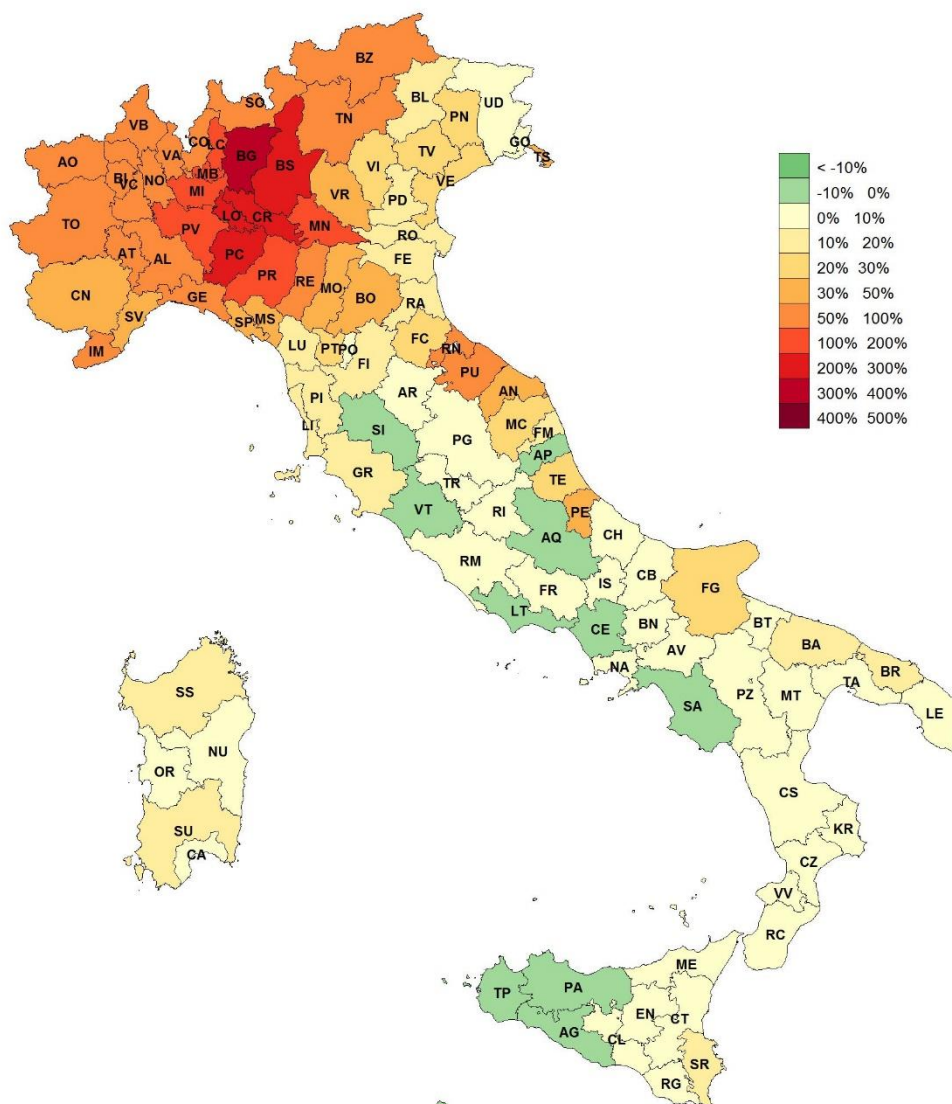 BZ
SO
BL
UD
VB
TN
PN
CO
LC
GO
AO
VA
BG
BS
VI
TV
TS
BI
VC
NO
MB
MI
VR
VE
TO
LO
CR
PD
PV
MN
AT
PC
RO
AL
PR
RE
FE
CN
GE
MO
BO
SV
SP
MS
RA
IM
LU
PT
PO
FI
FC
RN
PU
PI
AR
AN
LI
SI
PG
MC
FM
GR
AP
TR
TE
VT
RI
PE
AQ
CH
RM
FR
IS
CB
FG
LT
CE
BN
BT
NA
AV
BA
SA
PZ
MT
TA
BR
LE
SS
NU
OR
SU
CA
CS
KR
CZ
VV
RC
ME
TP
PA
EN
CT
AG
CL
SR
RG
< -10%
-10% 0%
0% 10%
10% 20%
20% 30%
30% 50%
50% 100%
100% 200%
200% 300%
300% 400%
400% 500%